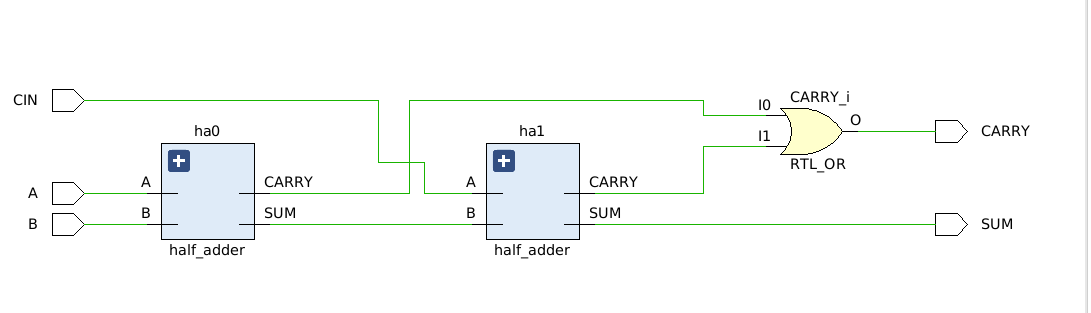 CARRY_i
I0
CIN
O
ha0
ha1
I1
CARRY
RTL_OR
A
CARRY
A
CARRY
A
B
SUM
B
SUM
B
SUM
half_adder
half_adder